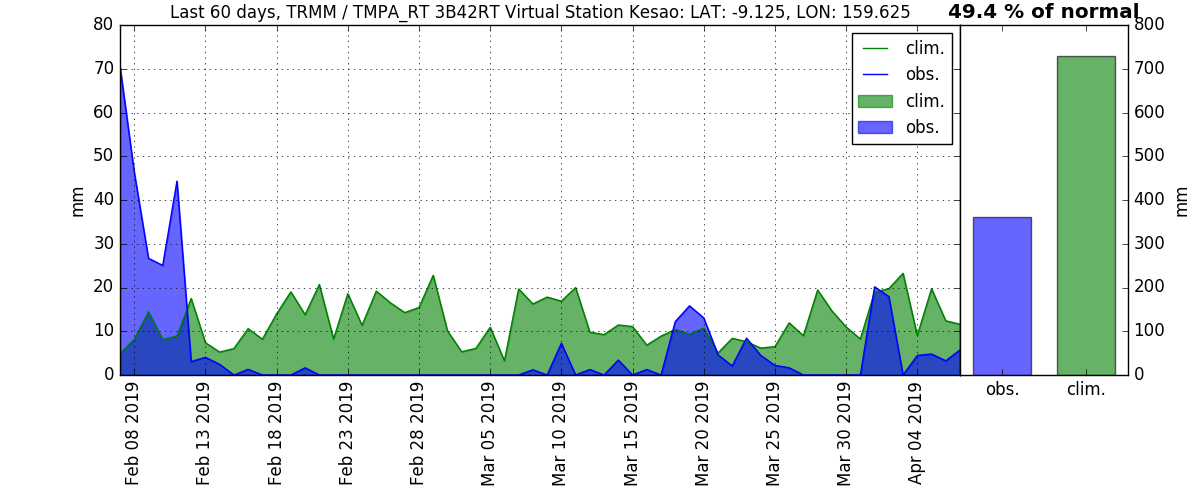 Last 60 days, TRMM / TMPA_RT 3B42RT Virtual Station Kesao: LAT: -9.125, LON: 159.625
49.4 % of normal
80
70
60
50
40
30
20
10
0
mm
clim.
obs.
clim.
obs.
800
700
600
500
400
300
200
100
0
mm
obs.
clim.
Feb 08 2019
Feb 13 2019
Feb 18 2019
Feb 23 2019
Feb 28 2019
Mar 05 2019
Mar 10 2019
Mar 15 2019
Mar 20 2019
Mar 25 2019
Mar 30 2019
Apr 04 2019